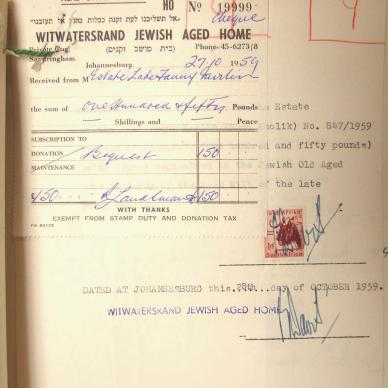 אל תשליכנו לעת זקנה ככלות כחנו אל תעזבנו
HO No 19999
Cheque
WITWATERSRAND JEWISH AGED HOME
Private Bag, (בית מושב זקנים) Phone 45-6273/8
Sandringham,
Johannesburg, 27.10 1959
Received from M Estate Late Fanny
the sum of one Hundred & fifty Pounds
Shillings and Pence
SUBSCRIPTION TO
DONATION Bequest 150
MAINTENANCE
£150. £150
WITH THANKS
EXEMPT FROM STAMP DUTY AND DONATION TAX
Estate
olik) No. 847/1959
and fifty pounds)
Jewish Old Aged
of the late
DATED AT JOHANNESBURG this 28th day of OCTOBER 1959.
WITWATERSRAND JEWISH AGED HOME